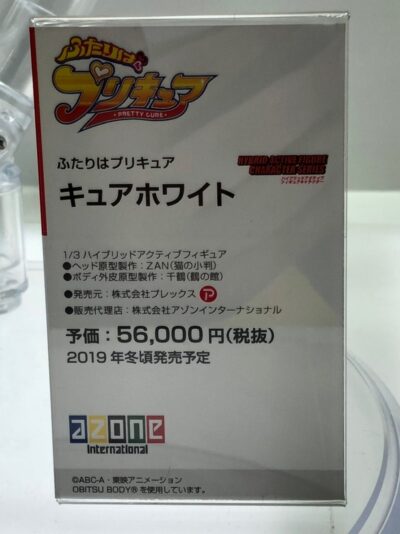 ふたりは
プリキュア
PRETTY CURE
ふたりはプリキュア
HYBRID ACTIVE FIGURE
CHARACTER SERIES
キュアホワイト
1/3 ハイブリッドアクティブフィギュア
●ヘッド原型製作：ZAN(猫の小判)
●ボディ外皮原型製作：千鶴(鶴の館)
●発売元：株式会社プレックス
●販売代理店：株式会社アゾンインターナショナル
予価：56,000円(税抜)
2019年冬頃発売予定
azone
international
©ABC-A・東映アニメーション
OBITSU BODY®を使用しています。